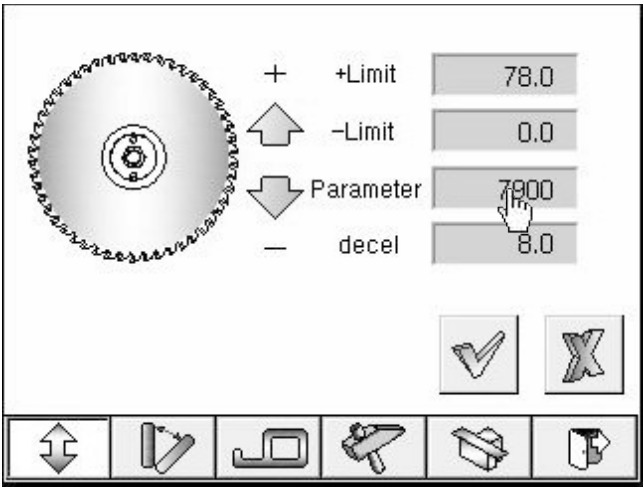 + +Limit 78.0
−Limit 0.0
Parameter 7900
− decel 8.0